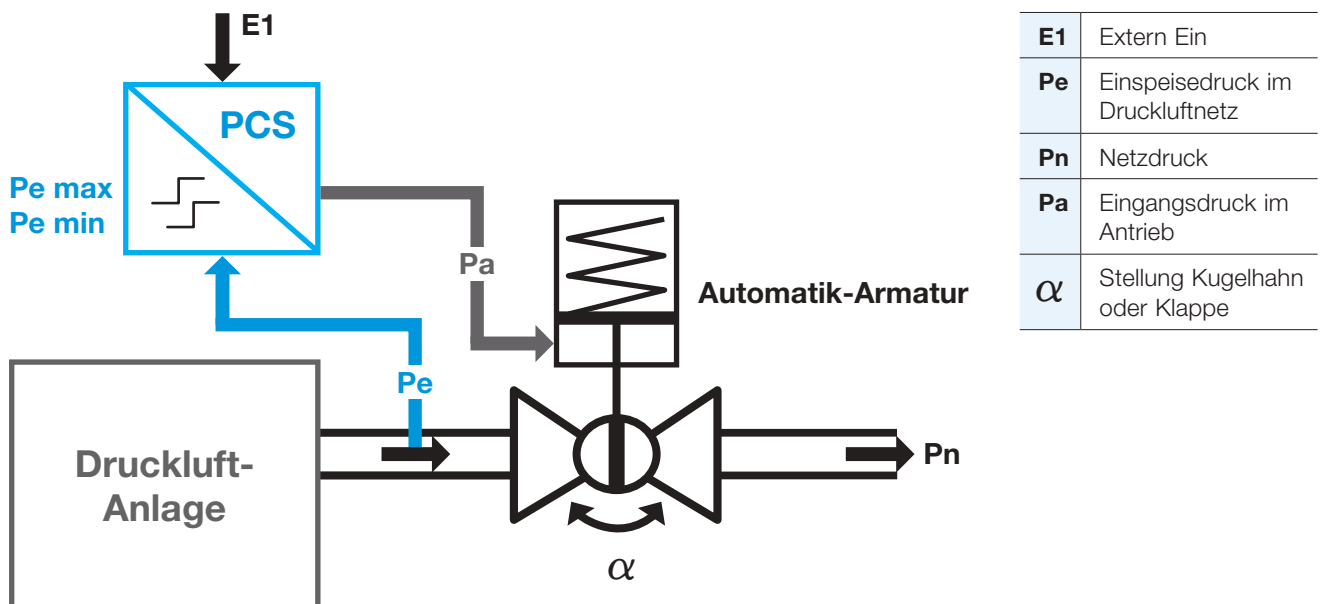 E1
PCS
Pe max
Pe min
Pa
Automatik-Armatur
Pe
Druckluft-
Anlage
Pn
α
E1 Extern Ein
Pe Einspeisedruck im
Druckluftnetz
Pn Netzdruck
Pa Eingangsdruck im
Antrieb
α Stellung Kugelhahn
oder Klappe